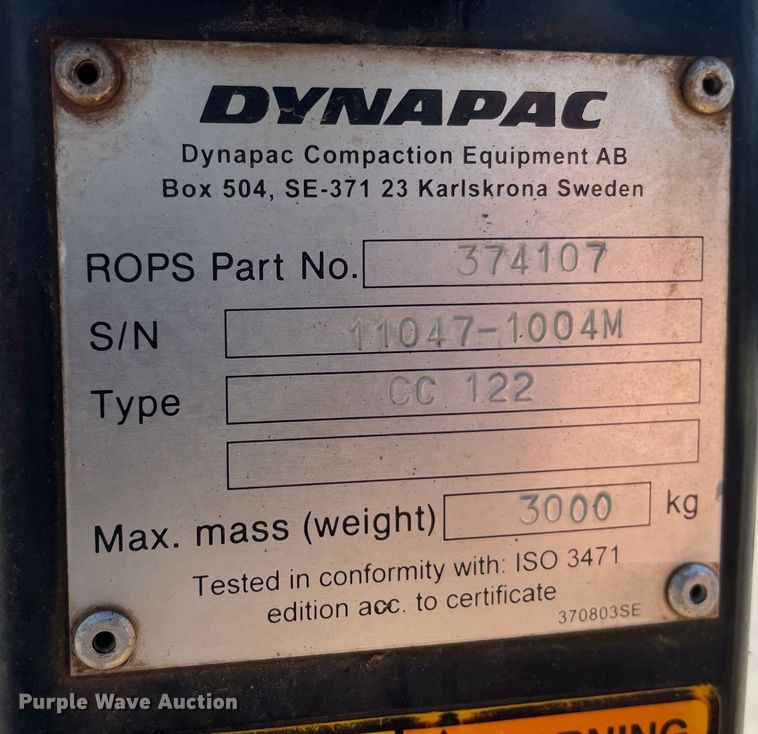 DYNAPAC
Dynapac Compaction Equipment AB
Box 504, SE-371 23 Karlskrona Sweden
ROPS Part No. 374107
S/N 11047-1004M
Type CC 122
Max. mass (weight) 3000 kg
Tested in conformity with: ISO 3471
edition acc. to certificate
370803SE
Purple Wave Auction
WARNING